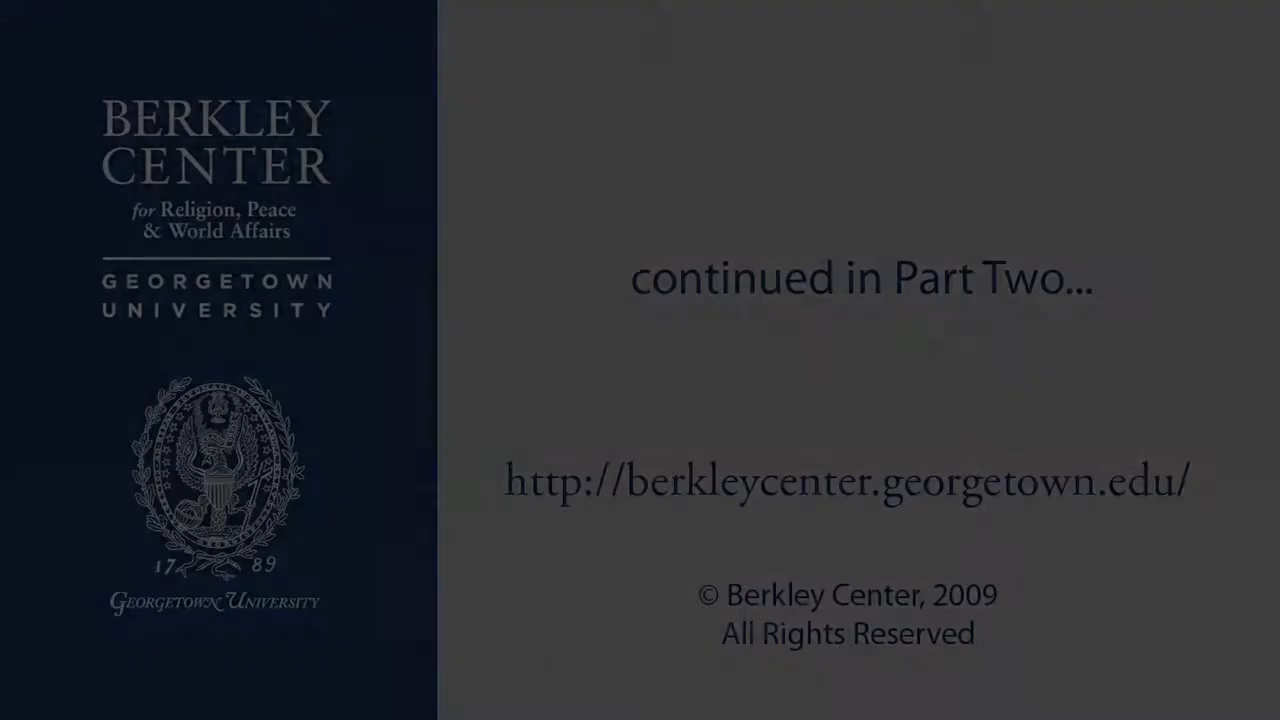 BERKLEY
CENTER
for Religion, Peace
& World Affairs
GEORGETOWN
UNIVERSITY
17 89
GEORGETOWN UNIVERSITY
continued in Part Two...
http://berkleycenter.georgetown.edu/
© Berkley Center, 2009
All Rights Reserved